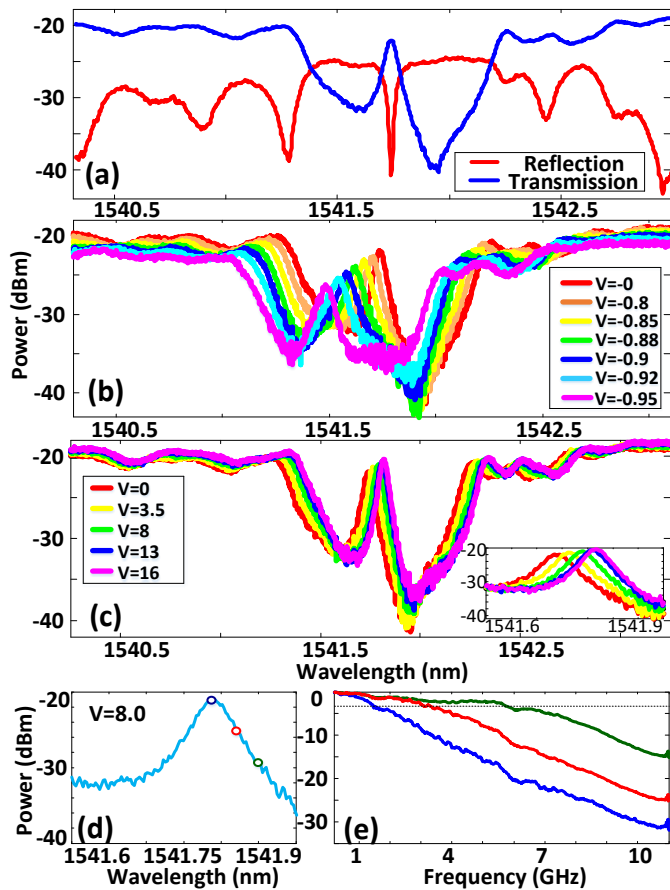 -20
-30
-40
(a)
Reflection
Transmission
1540.5 1541.5 1542.5
Power (dBm)
-20
-30
-40
(b)
V=-0
V=-0.8
V=-0.85
V=-0.88
V=-0.9
V=-0.92
V=-0.95
1540.5 1541.5 1542.5
-20
-30
-40
(c)
V=0
V=3.5
V=8
V=13
V=16
-20
-30
-40
1541.6 1541.9
1540.5 1541.5 1542.5
Wavelength (nm)
Power (dBm)
-20
-30
-40
V=8.0
(d)
1541.6 1541.75 1541.9
Wavelength (nm)
0
-10
-20
-30
(e)
1 4 7 10
Frequency (GHz)